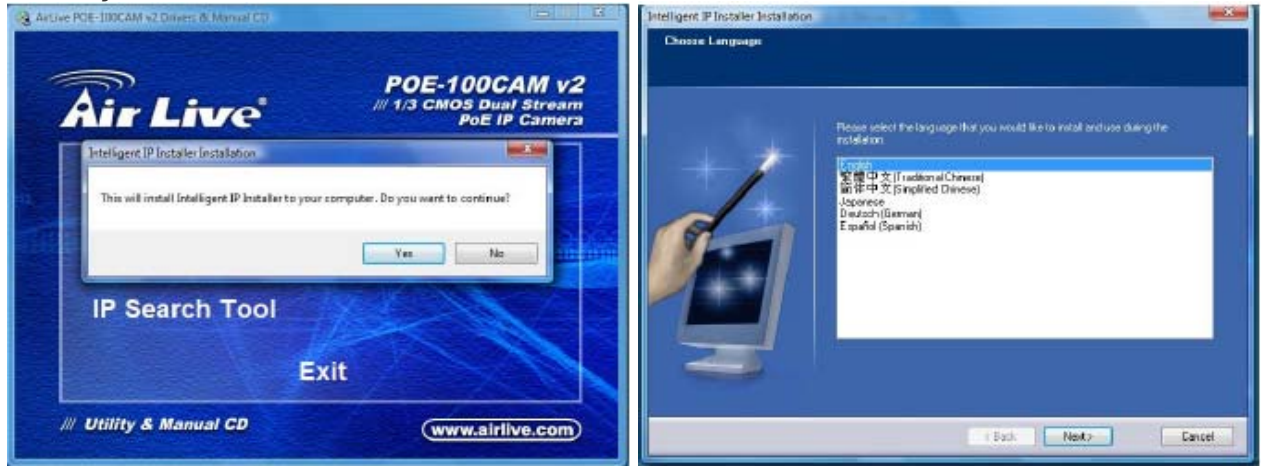 AirLive POE-100CAM v2 Drivers & Manual CD
Air Live®
POE-100CAM v2
/// 1/3 CMOS Dual Stream
PoE IP Camera
Intelligent IP Installer Installation
This will install Intelligent IP Installer to your computer. Do you want to continue?
Yes
No
IP Search Tool
Exit
/// Utility & Manual CD
www.airlive.com
Intelligent IP Installer Installation
Choose Language
Please select the language that you would like to install and use during the
installation.
English
繁體中文(Traditional Chinese)
简体中文(Simplified Chinese)
Japanese
Deutsch (German)
Español (Spanish)
< Back
Next >
Cancel